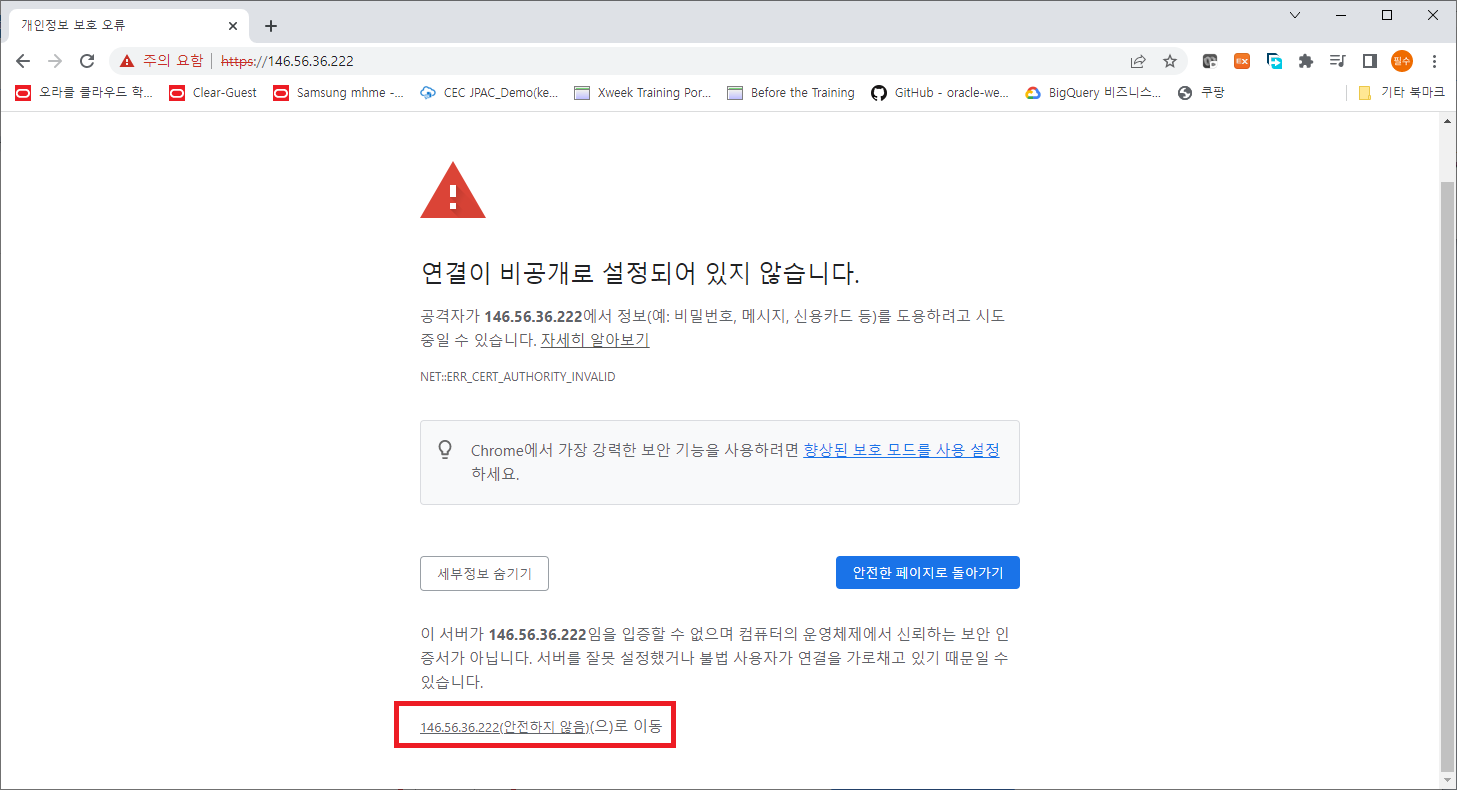 개인정보 보호 오류
주의 요함 https://146.56.36.222
필수
오라클 클라우드 학... Clear-Guest Samsung mhme -... CEC JPAC_Demo(ke... Xweek Training Por... Before the Training GitHub - oracle-we... BigQuery 비즈니스... 쿠팡 기타 북마크
연결이 비공개로 설정되어 있지 않습니다.
공격자가 146.56.36.222에서 정보(예: 비밀번호, 메시지, 신용카드 등)를 도용하려고 시도
중일 수 있습니다. 자세히 알아보기
NET::ERR_CERT_AUTHORITY_INVALID
Chrome에서 가장 강력한 보안 기능을 사용하려면 향상된 보호 모드를 사용 설정
하세요.
세부정보 숨기기 안전한 페이지로 돌아가기
이 서버가 146.56.36.222임을 입증할 수 없으며 컴퓨터의 운영체제에서 신뢰하는 보안 인
증서가 아닙니다. 서버를 잘못 설정했거나 불법 사용자가 연결을 가로채고 있기 때문일 수
있습니다.
146.56.36.222(안전하지 않음)(으)로 이동